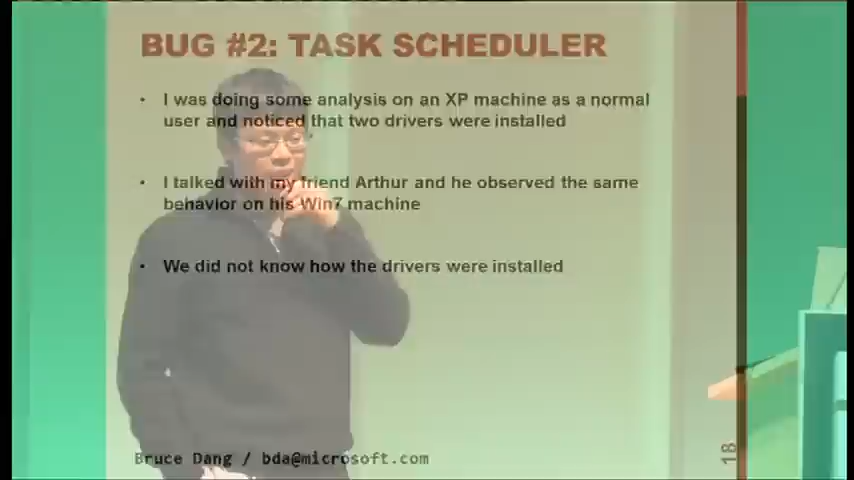 BUG #2: TASK SCHEDULER
• I was doing some analysis on an XP machine as a normal
user and noticed that two drivers were installed
• I talked with my friend Arthur and he observed the same
behavior on his Win7 machine
• We did not know how the drivers were installed
Bruce Dang / bda@microsoft.com
18